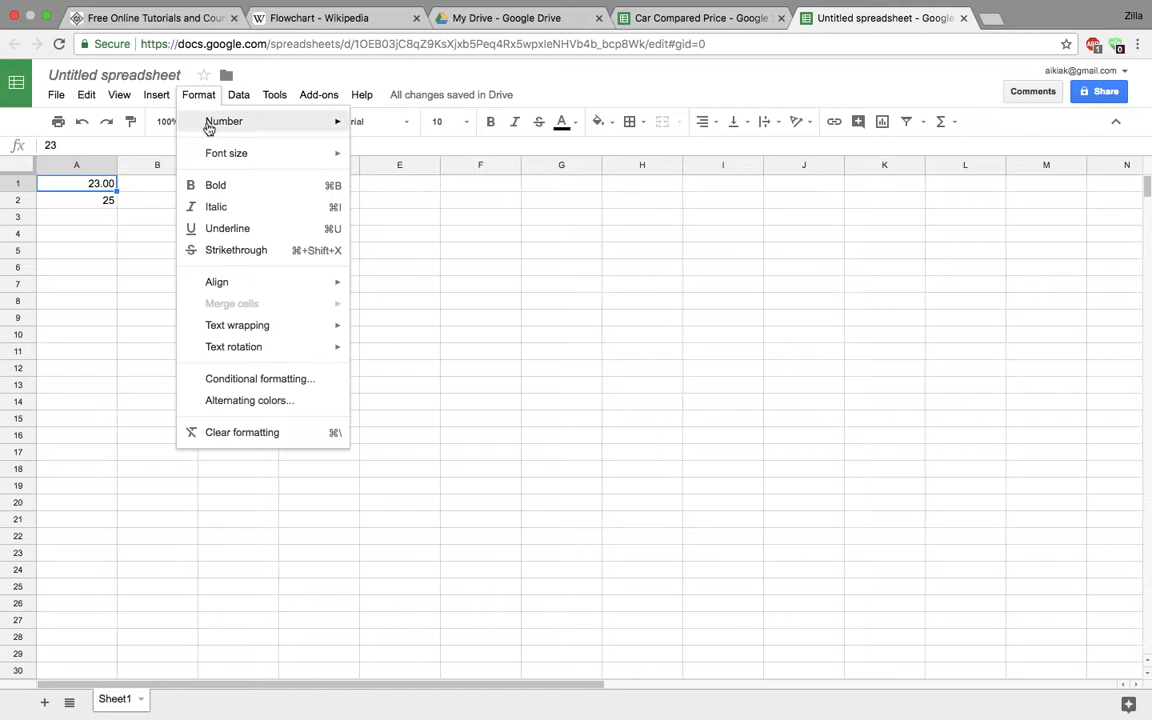 Free Online Tutorials and Cour
Flowchart - Wikipedia
My Drive - Google Drive
Car Compared Price - Google
Untitled spreadsheet - Google
Zilla
Secure
https://docs.google.com/spreadsheets/d/1OEB03jC8qZ9KsXjxb5Peq4Rx5wpxleNHVb4b_bcp8Wk/edit#gid=0
Untitled spreadsheet
aikiak@gmail.com
File Edit View Insert Format Data Tools Add-ons Help All changes saved in Drive
Comments
Share
100%
rial
10
fx 23
A B E F G H I J K L M N
1 23.00
2 25
3
4
5
6
7
8
9
10
11
12
13
14
15
16
17
18
19
20
21
22
23
24
25
26
27
28
29
30
Number
Font size
B Bold ⌘B
I Italic ⌘I
U Underline ⌘U
S Strikethrough ⌘+Shift+X
Align
Merge cells
Text wrapping
Text rotation
Conditional formatting...
Alternating colors...
Clear formatting ⌘\
Sheet1